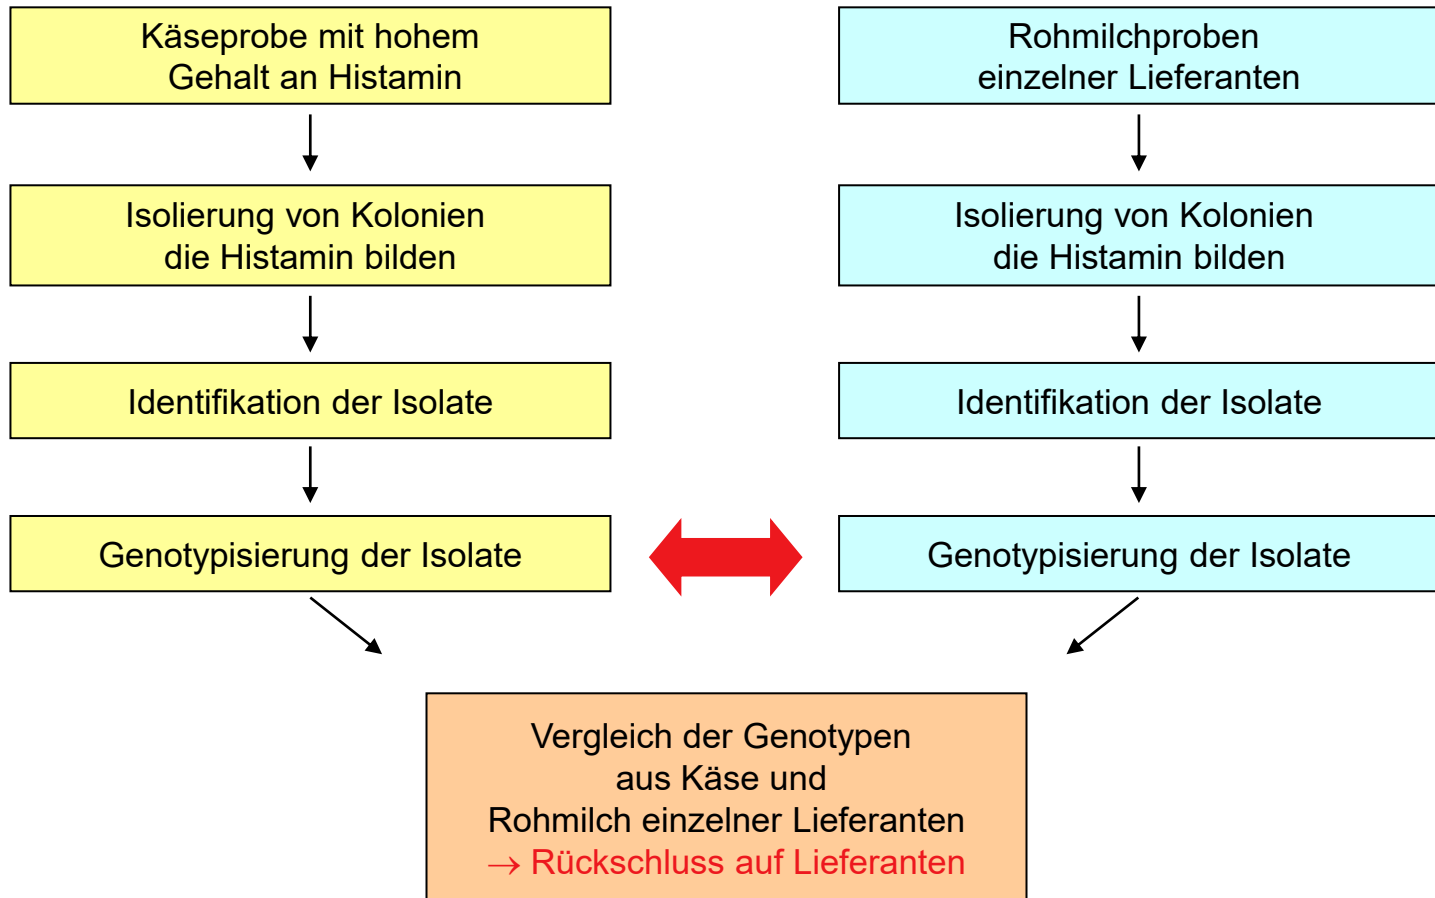 Käseprobe mit hohem
Gehalt an Histamin
Isolierung von Kolonien
die Histamin bilden
Identifikation der Isolate
Genotypisierung der Isolate
Rohmilchproben
einzelner Lieferanten
Isolierung von Kolonien
die Histamin bilden
Identifikation der Isolate
Genotypisierung der Isolate
Vergleich der Genotypen
aus Käse und
Rohmilch einzelner Lieferanten
→ Rückschluss auf Lieferanten